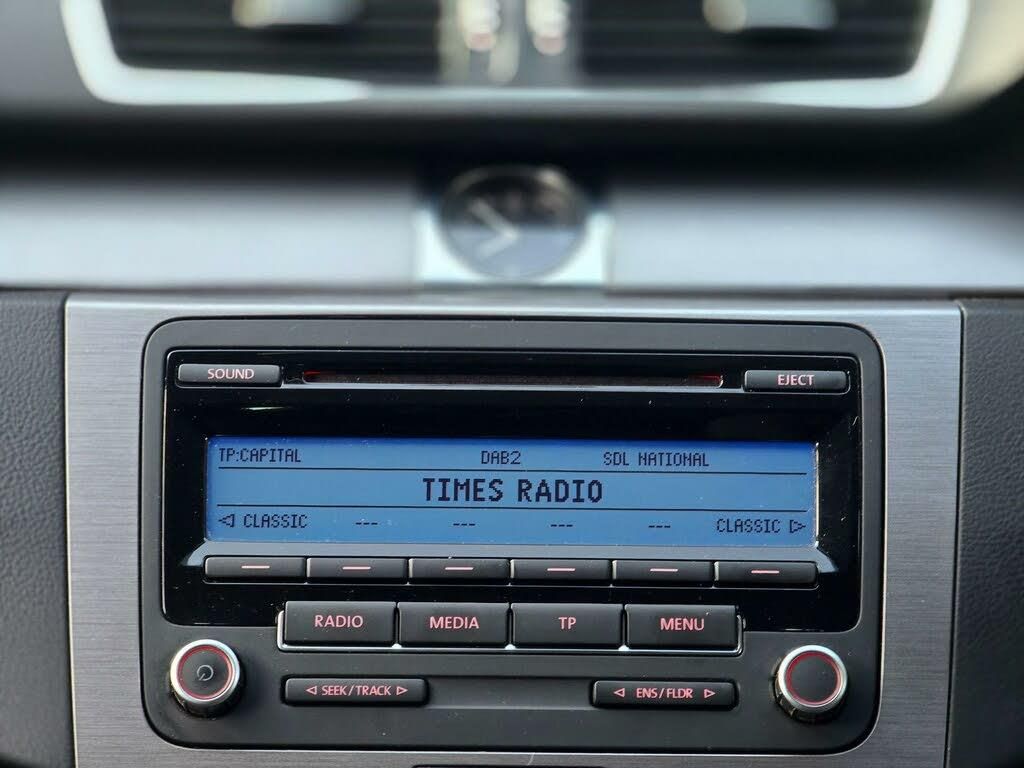 SOUND EJECT
TP:CAPITAL DAB2 SDL NATIONAL
TIMES RADIO
◁ CLASSIC --- --- --- --- CLASSIC ▷
RADIO MEDIA TP MENU
◁ SEEK/TRACK ▷ ◁ ENS/FLDR ▷